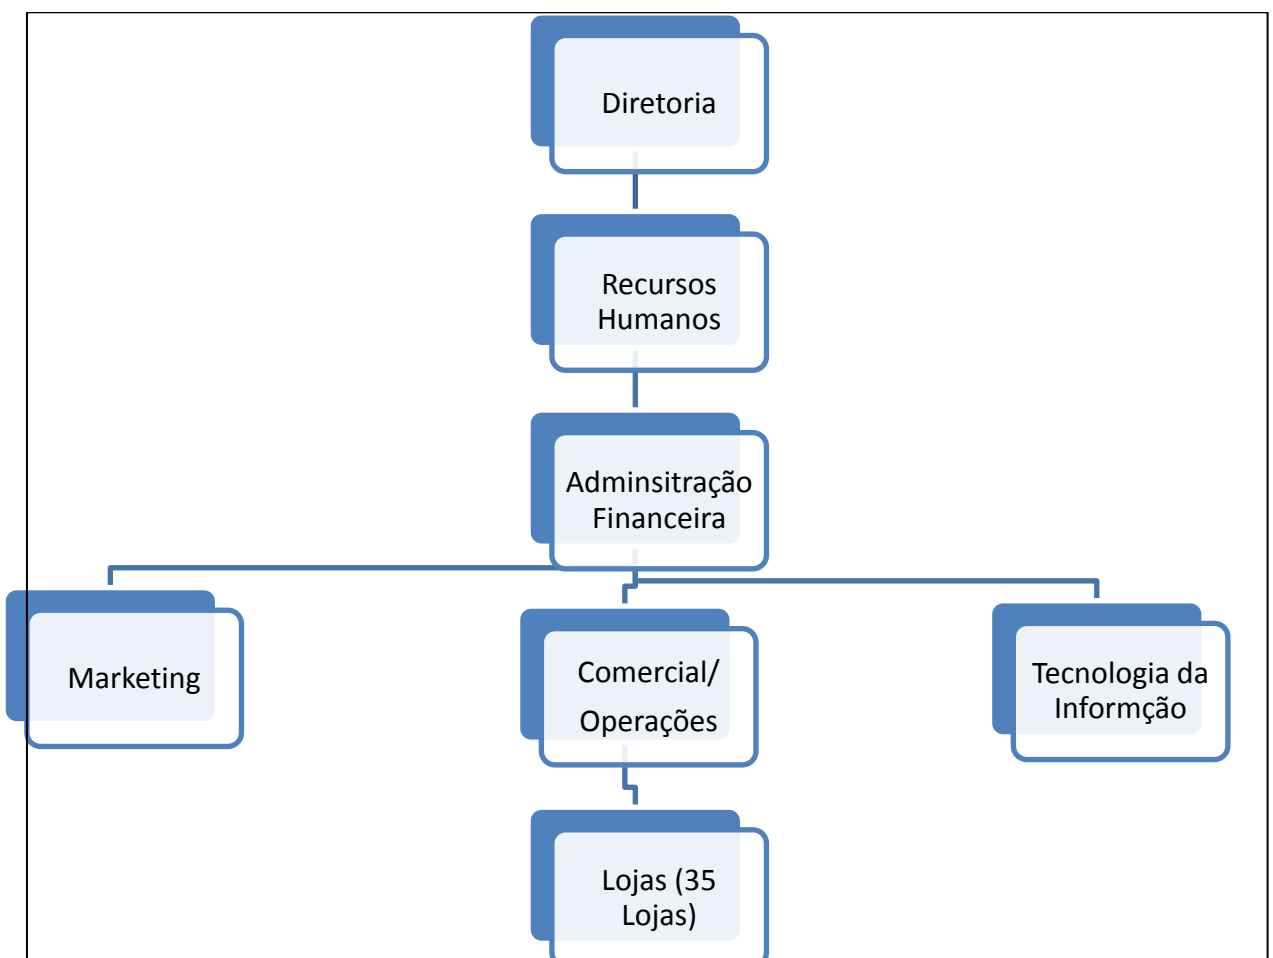 Diretoria
Recursos
Humanos
Adminsitração
Financeira
Marketing
Comercial/
Operações
Tecnologia da
Informção
Lojas (35
Lojas)